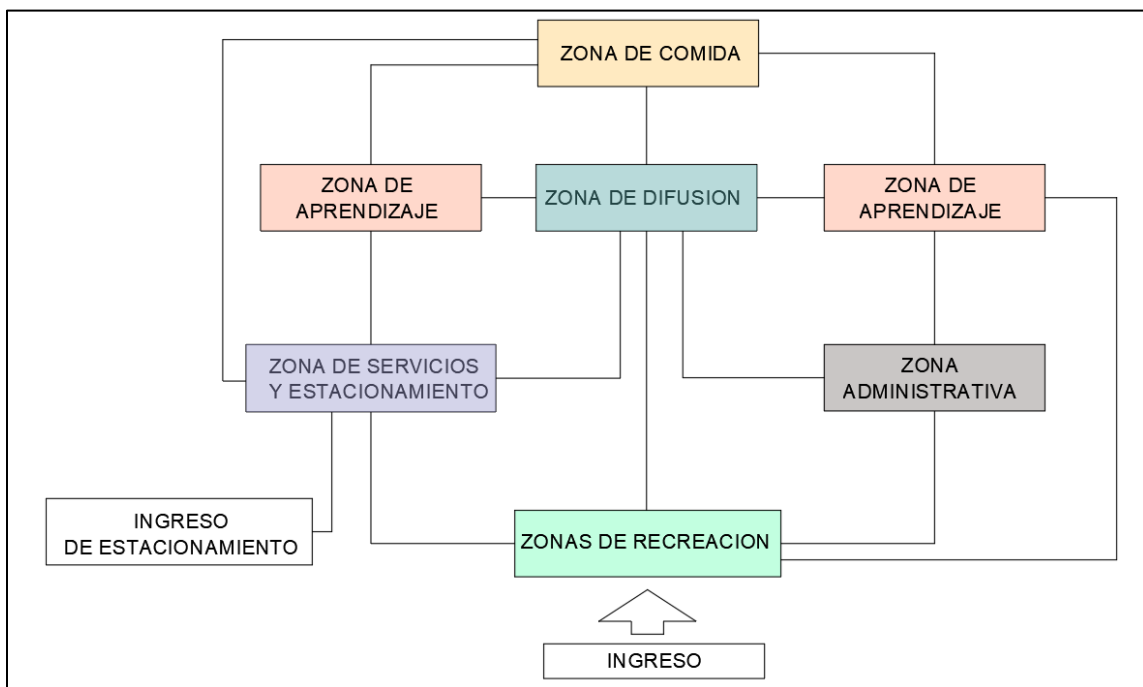 ZONA DE COMIDA
ZONA DE
APRENDIZAJE
ZONA DE DIFUSION
ZONA DE
APRENDIZAJE
ZONA DE SERVICIOS
Y ESTACIONAMIENTO
ZONA
ADMINISTRATIVA
INGRESO
DE ESTACIONAMIENTO
ZONAS DE RECREACION
INGRESO